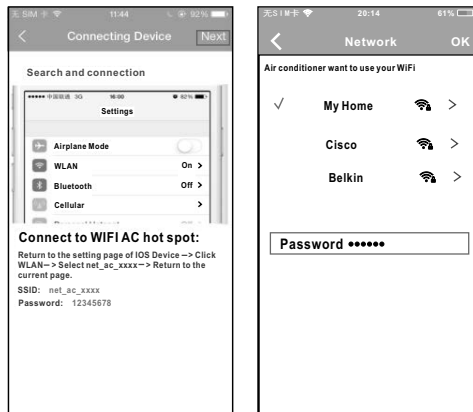 无 SIM 卡 11:44 92%
Connecting Device Next
Search and connection
中国联通 3G 16:00 82%
Settings
Airplane Mode
WLAN On >
Bluetooth Off >
Cellular >
Connect to WIFI AC hot spot:
Return to the setting page of IOS Device —> Click
WLAN—> Select net_ac_xxxx—> Return to the
current page.
SSID: net_ac_xxxx
Password: 12345678
无SIM卡 20:14 61%
Network OK
Air conditioner want to use your WiFi
✓ My Home >
Cisco >
Belkin >
Password ••••••